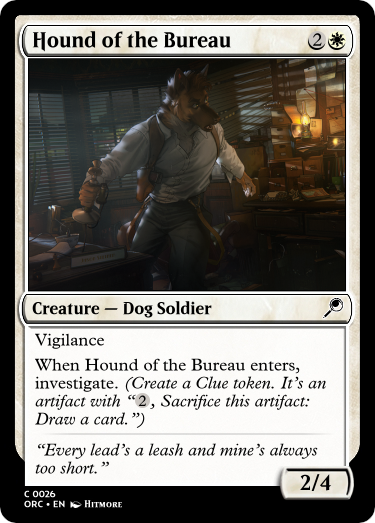 Hound of the Bureau 2
Creature — Dog Soldier
Vigilance
When Hound of the Bureau enters,
investigate. (Create a Clue token. It's an
artifact with “2, Sacrifice this artifact:
Draw a card.”)
“Every lead's a leash and mine's always
too short.”
2/4
C 0026
ORC • EN Hitmore